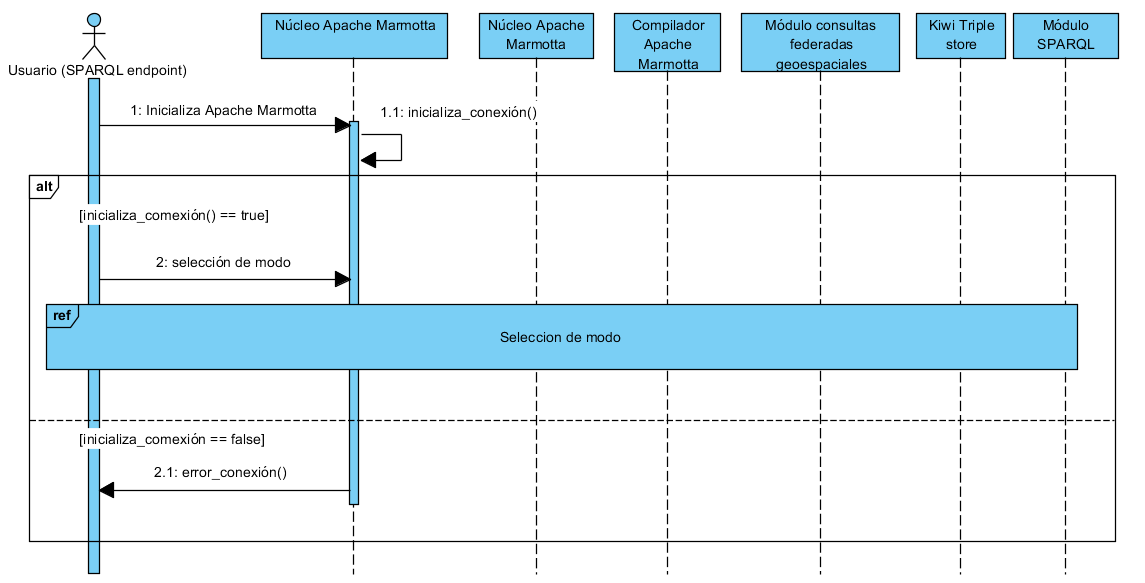 Usuario (SPARQL endpoint)
Núcleo Apache Marmotta
Núcleo Apache
Marmotta
Compilador
Apache
Marmotta
Módulo consultas
federadas
geoespaciales
Kiwi Triple
store
Módulo
SPARQL
1: Inicializa Apache Marmotta
1.1: inicializa_conexión()
alt
[inicializa_comexión() == true]
2: selección de modo
ref
Seleccion de modo
[inicializa_comexión == false]
2.1: error_conexión()